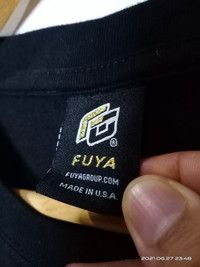 ®
FUYA
FUYAGROUP.COM
MADE IN U.S.A.
2021.06.27 23:48